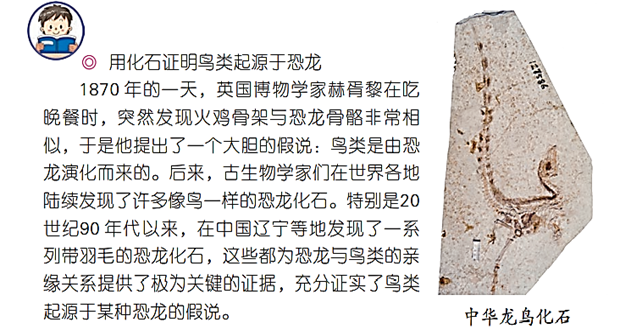 ◎ 用化石证明鸟类起源于恐龙
1870 年的一天，英国博物学家赫胥黎在吃
晚餐时，突然发现火鸡骨架与恐龙骨骼非常相
似，于是他提出了一个大胆的假说：鸟类是由恐
龙演化而来的。后来，古生物学家们在世界各地
陆续发现了许多像鸟一样的恐龙化石。特别是20
世纪90 年代以来，在中国辽宁等地发现了一系
列带羽毛的恐龙化石，这些都为恐龙与鸟类的亲
缘关系提供了极为关键的证据，充分证实了鸟类
起源于某种恐龙的假说。
中华龙鸟化石